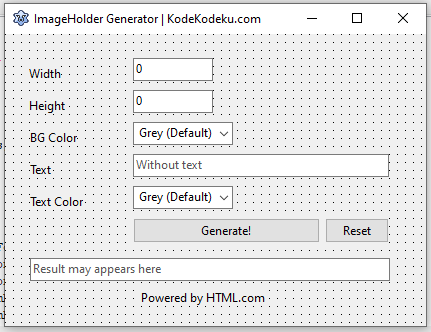 ImageHolder Generator | KodeKodeku.com
Width 0
Height 0
BG Color Grey (Default)
Text Without text
Text Color Grey (Default)
Generate! Reset
Result may appears here
Powered by HTML.com